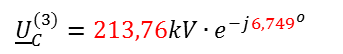 U_C^(3) = 213,76kV · e^(-j6,749°)